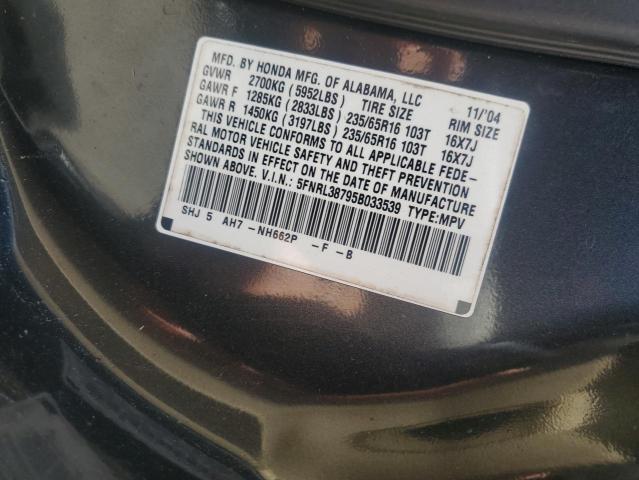 MFD. BY HONDA MFG. OF ALABAMA, LLC 11/'04
GVWR 2700KG (5952LBS) TIRE SIZE RIM SIZE
GAWR F 1285KG (2833LBS) 235/65R16 103T 16X7J
GAWR R 1450KG (3197LBS) 235/65R16 103T 16X7J
THIS VEHICLE CONFORMS TO ALL APPLICABLE FEDE-
RAL MOTOR VEHICLE SAFETY AND THEFT PREVENTION
STANDARDS IN EFFECT ON THE DATE OF MANUFACTURE
SHOWN ABOVE. V.I.N.: 5FNRL38795B033539 TYPE:MPV
SHJ 5 AH7 -NH662P -F -B